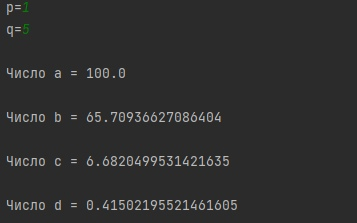 p=1
q=5
Число a = 100.0
Число b = 65.70936627086404
Число c = 6.6820499531421635
Число d = 0.41502195521461605